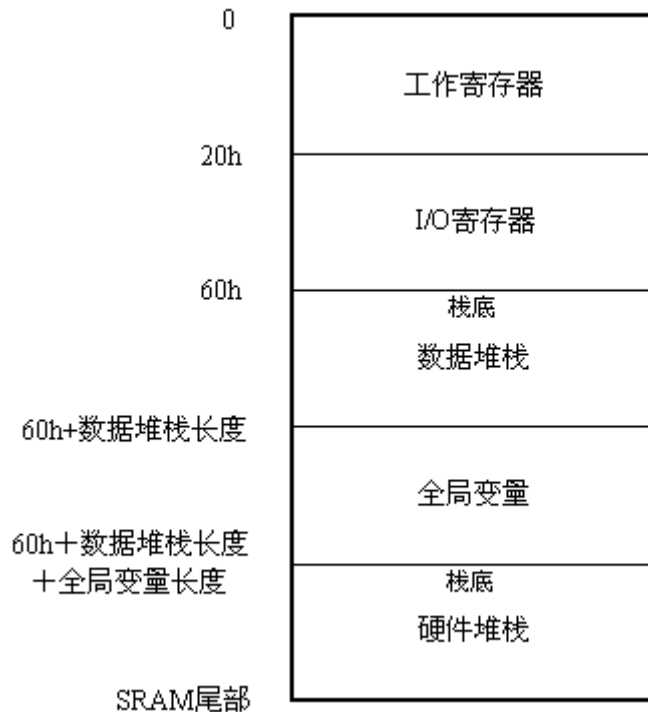 0
工作寄存器
20h
I/O寄存器
60h
栈底
数据堆栈
60h+数据堆栈长度
全局变量
60h＋数据堆栈长度
＋全局变量长度
栈底
硬件堆栈
SRAM尾部